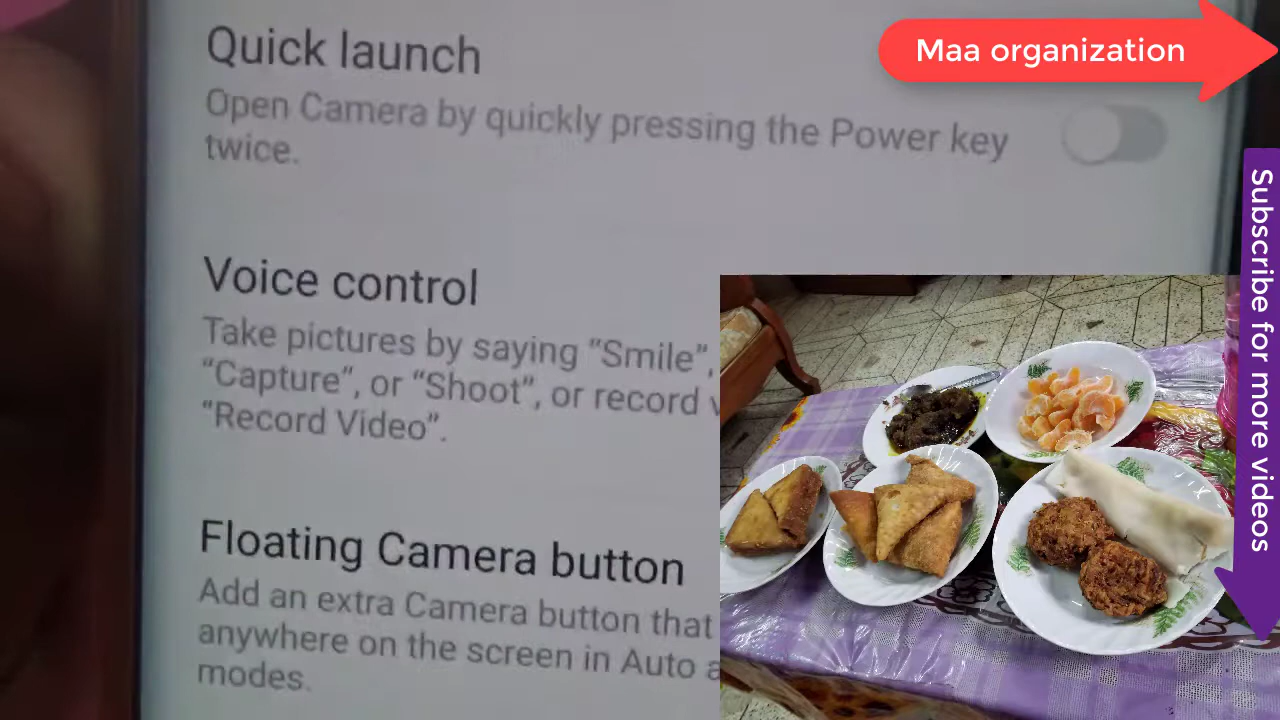 Maa organization
Quick launch
Open Camera by quickly pressing the Power key
twice.
Voice control
Take pictures by saying “Smile”,
“Capture”, or “Shoot”, or record
“Record Video”.
Floating Camera button
Add an extra Camera button that
anywhere on the screen in Auto
modes.
Subscribe for more videos